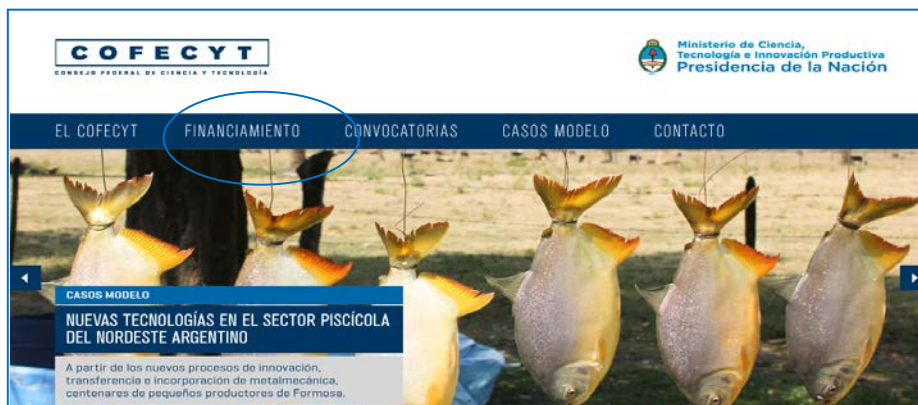 COFECYT
CONSEJO FEDERAL DE CIENCIA Y TECNOLOGÍA
Ministerio de Ciencia,
Tecnología e Innovación Productiva
Presidencia de la Nación
EL COFECYT FINANCIAMIENTO CONVOCATORIAS CASOS MODELO CONTACTO
CASOS MODELO
NUEVAS TECNOLOGÍAS EN EL SECTOR PISCÍCOLA
DEL NORDESTE ARGENTINO
A partir de los nuevos procesos de innovación,
transferencia e incorporación de metalmecánica,
centenares de pequeños productores de Formosa.